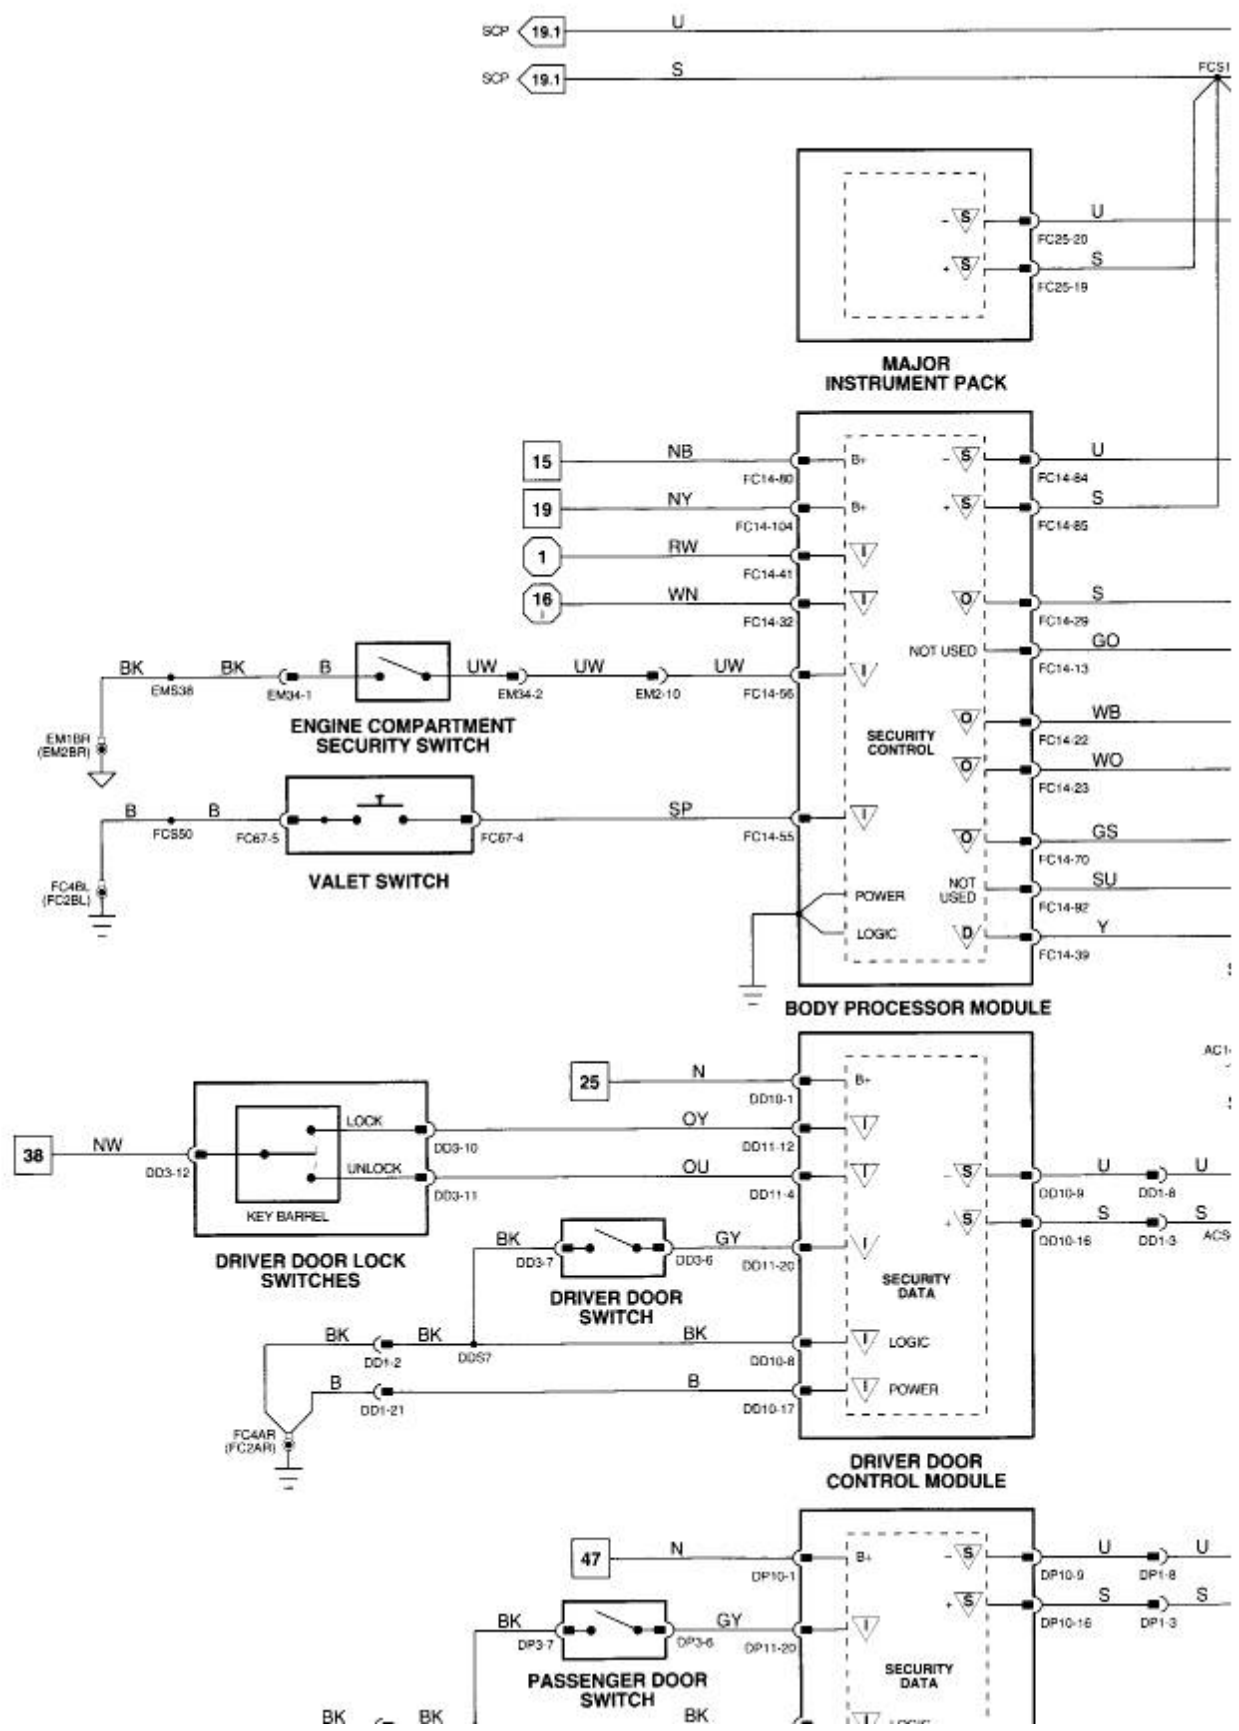 U
SCP 19.1
S
SCP 19.1
FCS1
- S U
FC25-20
+ S S
FC25-19
MAJOR
INSTRUMENT PACK
15 NB B+ - S U
FC14-80 FC14-84
19 NY B+ + S S
FC14-104 FC14-85
1 RW I
FC14-41
16 WN I O S
I FC14-32 FC14-29
NOT USED GO
FC14-13
BK BK B UW UW UW I
EMS38 EM34-1 EM34-2 EM2-10 FC14-56
ENGINE COMPARTMENT
SECURITY SWITCH
EM1BR
(EM2BR)
O WB
FC14-22
SECURITY
CONTROL
O WO
FC14-23
B B SP I
FCS50 FC67-5 FC67-4 FC14-55
O GS
FC14-70
VALET SWITCH
FC4BL
(FC2BL)
POWER NOT
USED SU
FC14-92
LOGIC D Y
FC14-39
BODY PROCESSOR MODULE
AC1-
25 N B+
DD10-1
LOCK OY I
DD3-10 DD11-12
38 NW
DD3-12
UNLOCK OU I - S U U
DD3-11 DD11-4 DD10-9 DD1-8
KEY BARREL
+ S S S
DD10-16 DD1-3 ACS
DRIVER DOOR LOCK
SWITCHES
BK GY I
DD3-7 DD3-6 DD11-20
SECURITY
DATA
DRIVER DOOR
SWITCH
BK BK BK I LOGIC
DD1-2 DDS7 DD10-8
B B I POWER
DD1-21 DD10-17
FC4AR
(FC2AR)
DRIVER DOOR
CONTROL MODULE
47 N B+ - S U U
DP10-1 DP10-9 DP1-8
+ S S S
DP10-16 DP1-3
BK GY I
DP3-7 DP3-6 DP11-20
SECURITY
DATA
PASSENGER DOOR
SWITCH
BK BK BK I LOGIC